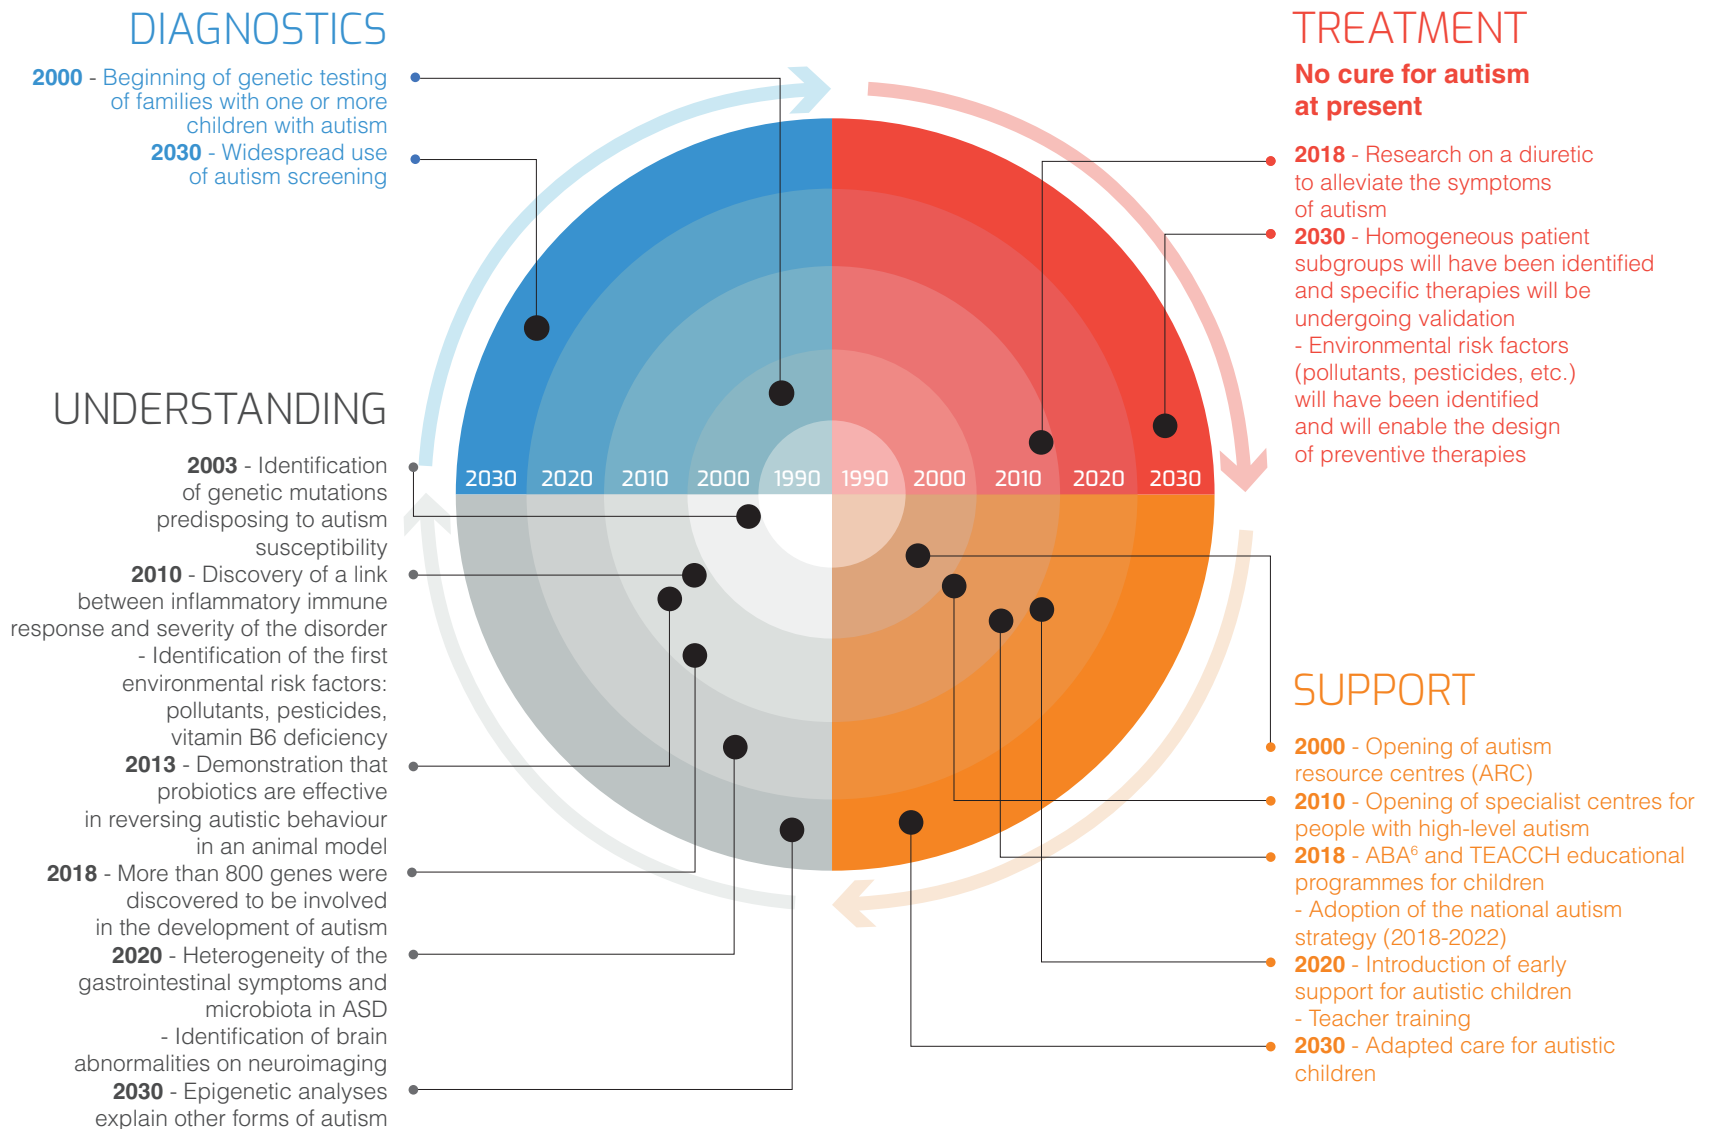 DIAGNOSTICS
2000 - Beginning of genetic testing
of families with one or more
children with autism
2030 - Widespread use
of autism screening
TREATMENT
No cure for autism
at present
2018 - Research on a diuretic
to alleviate the symptoms
of autism
2030 - Homogeneous patient
subgroups will have been identified
and specific therapies will be
undergoing validation
- Environmental risk factors
(pollutants, pesticides, etc.)
will have been identified
and will enable the design
of preventive therapies
2030 2020 2010 2000 1990 1990 2000 2010 2020 2030
UNDERSTANDING
2003 - Identification
of genetic mutations
predisposing to autism
susceptibility
2010 - Discovery of a link
between inflammatory immune
response and severity of the disorder
- Identification of the first
environmental risk factors:
pollutants, pesticides,
vitamin B6 deficiency
2013 - Demonstration that
probiotics are effective
in reversing autistic behaviour
in an animal model
2018 - More than 800 genes were
discovered to be involved
in the development of autism
2020 - Heterogeneity of the
gastrointestinal symptoms and
microbiota in ASD
- Identification of brain
abnormalities on neuroimaging
2030 - Epigenetic analyses
explain other forms of autism
SUPPORT
2000 - Opening of autism
resource centres (ARC)
2010 - Opening of specialist centres for
people with high-level autism
2018 - ABA⁶ and TEACCH educational
programmes for children
- Adoption of the national autism
strategy (2018-2022)
2020 - Introduction of early
support for autistic children
- Teacher training
2030 - Adapted care for autistic
children